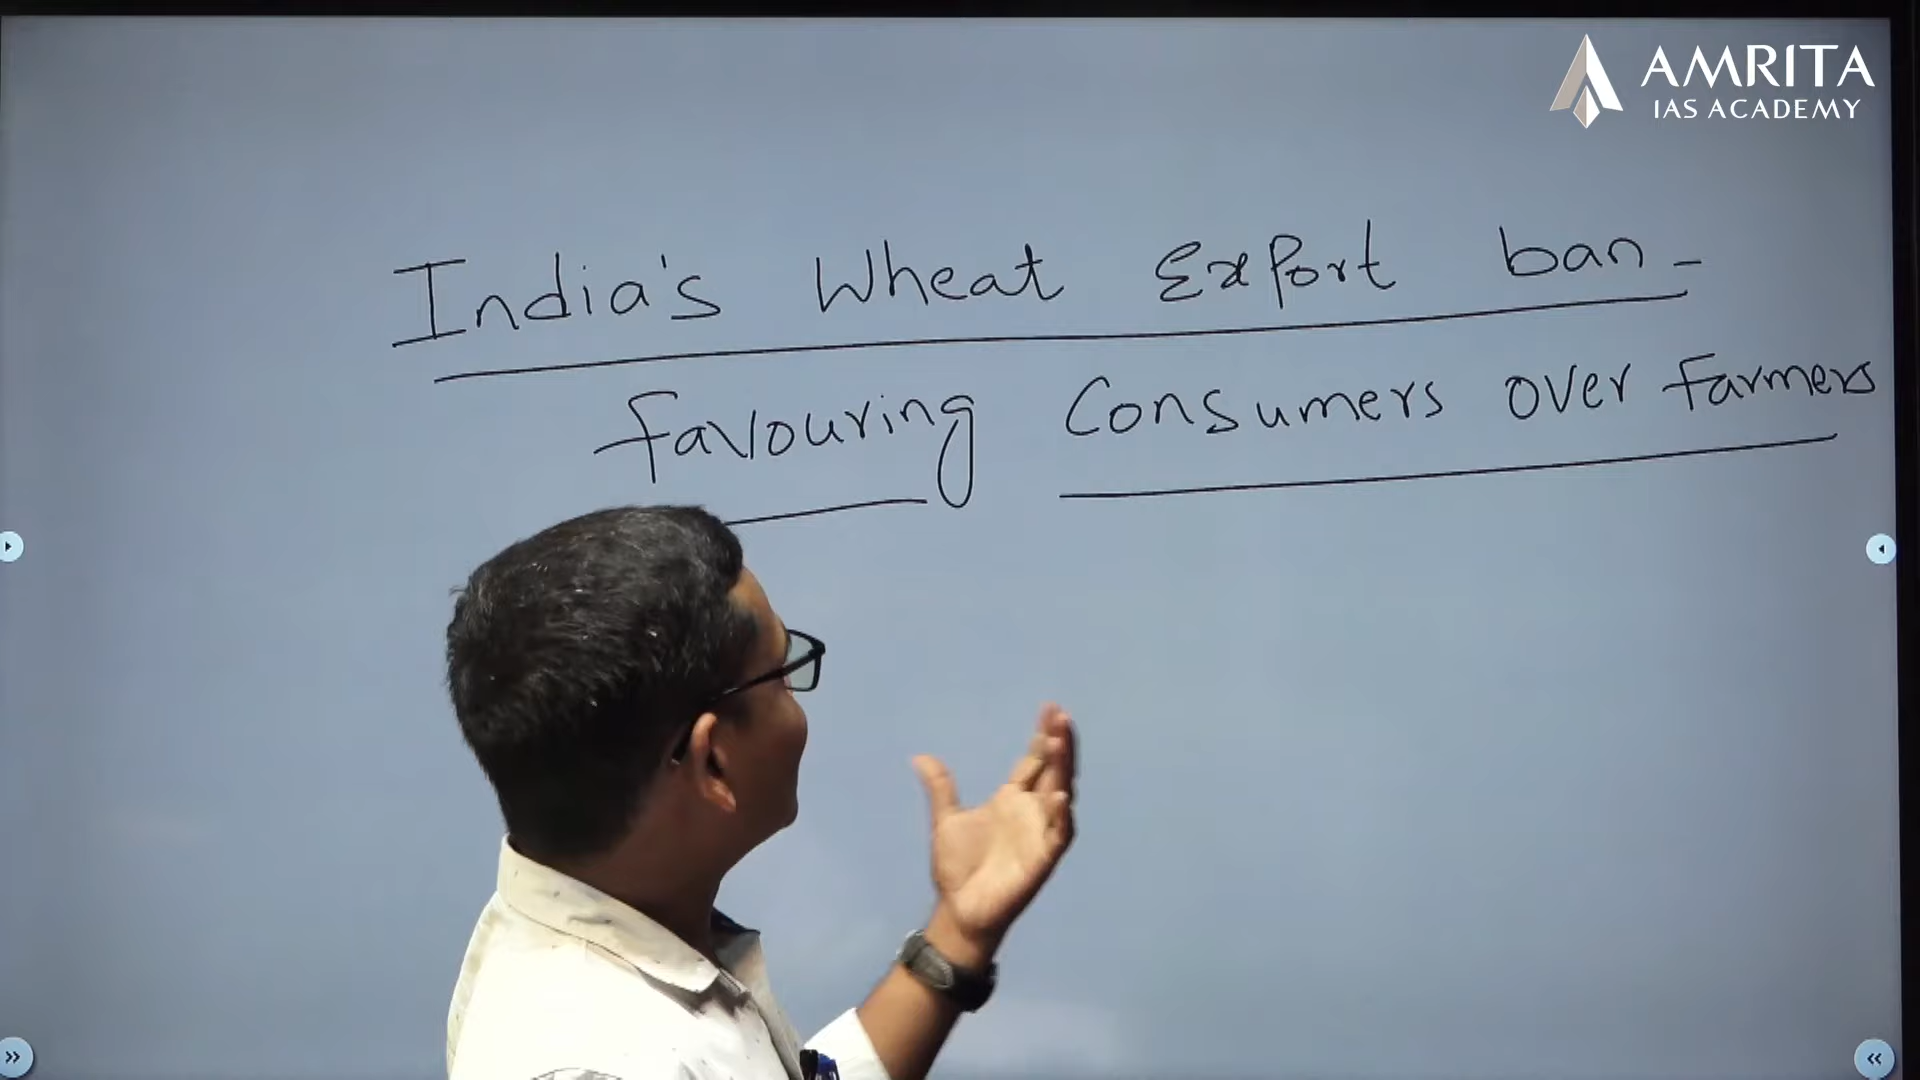 AMRITA
IAS ACADEMY
India's Wheat Export ban -
favouring Consumers over farmers